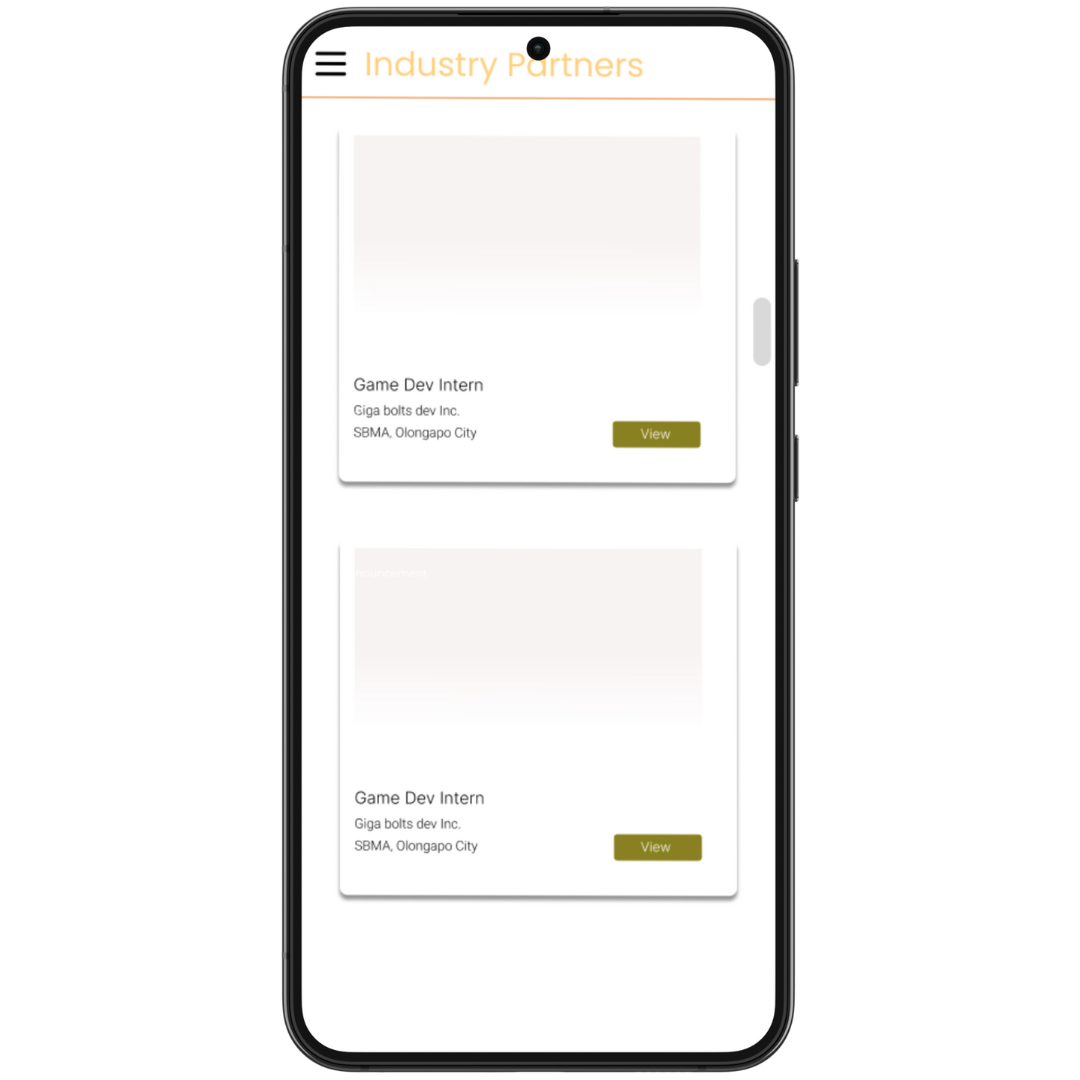 Industry Partners
Game Dev Intern
Giga bolts dev Inc.
SBMA, Olongapo City
View
Game Dev Intern
Giga bolts dev Inc.
SBMA, Olongapo City
View